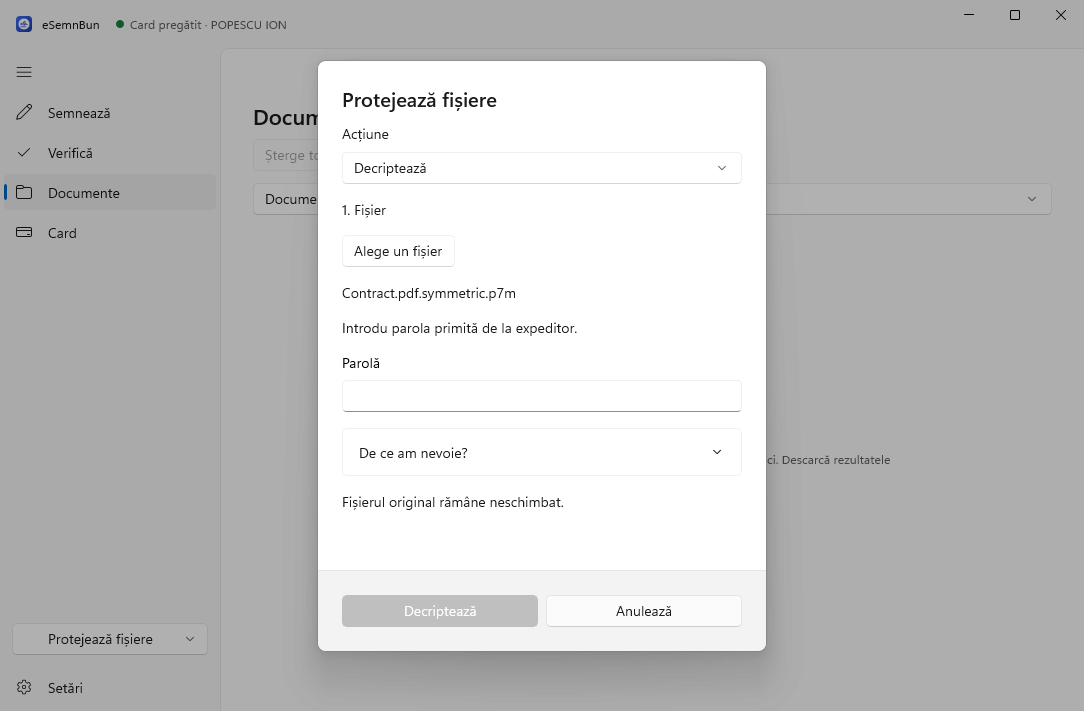 eSemnBun
Card pregătit · POPESCU ION
Semnează
Verifică
Documente
Card
Protejează fișiere
Setări
Docum
Șterge to
Docume
ci. Descarcă rezultatele
Protejează fișiere
Acțiune
Decriptează
1. Fișier
Alege un fișier
Contract.pdf.symmetric.p7m
Introdu parola primită de la expeditor.
Parolă
De ce am nevoie?
Fișierul original rămâne neschimbat.
Decriptează
Anulează